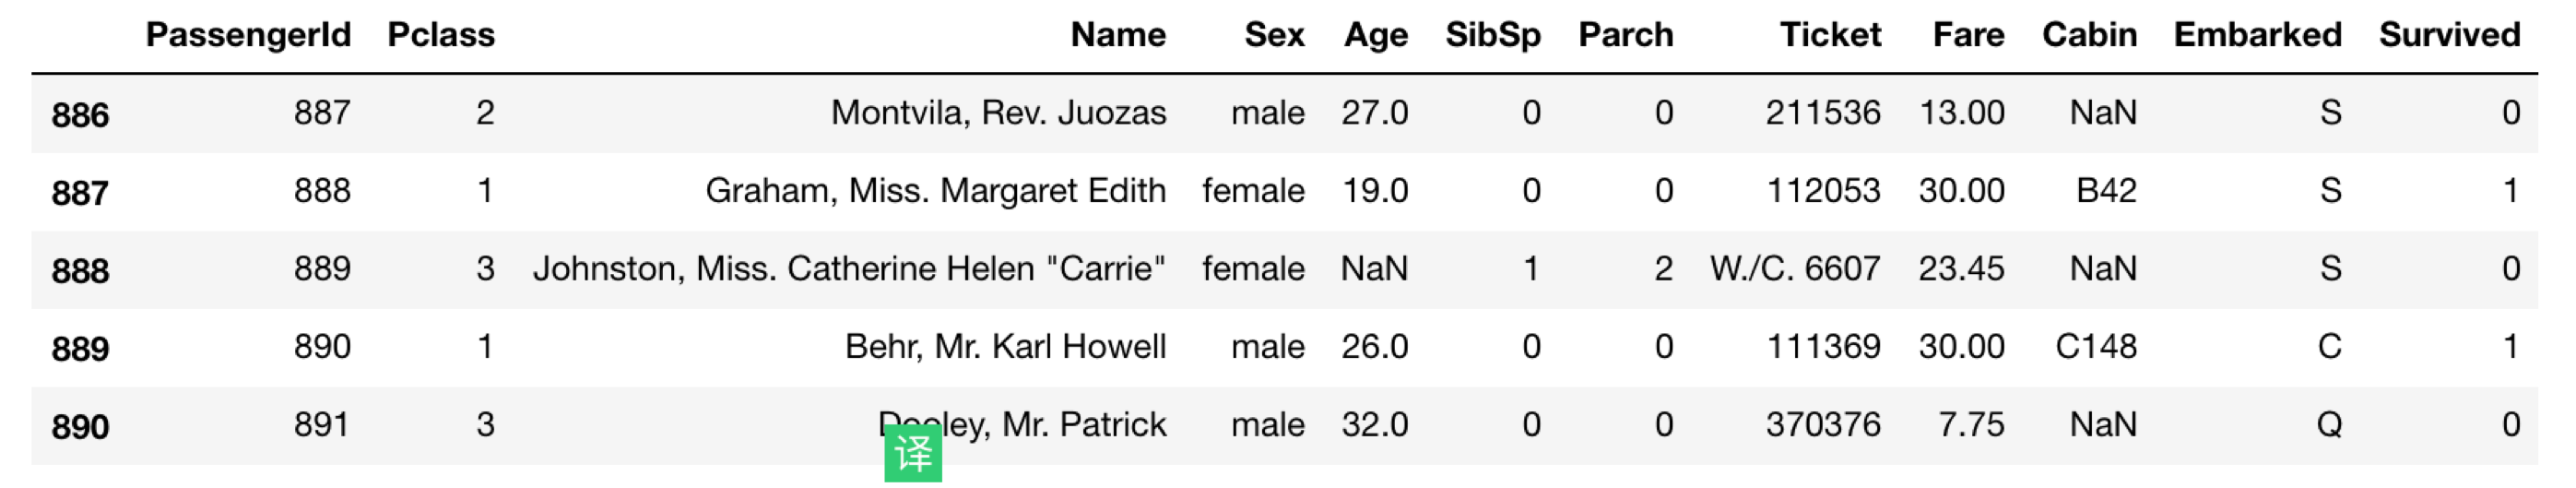 PassengerId Pclass Name Sex Age SibSp Parch Ticket Fare Cabin Embarked Survived
886 887 2 Montvila, Rev. Juozas male 27.0 0 0 211536 13.00 NaN S 0
887 888 1 Graham, Miss. Margaret Edith female 19.0 0 0 112053 30.00 B42 S 1
888 889 3 Johnston, Miss. Catherine Helen "Carrie" female NaN 1 2 W./C. 6607 23.45 NaN S 0
889 890 1 Behr, Mr. Karl Howell male 26.0 0 0 111369 30.00 C148 C 1
890 891 3 Dooley, Mr. Patrick male 32.0 0 0 370376 7.75 NaN Q 0
译